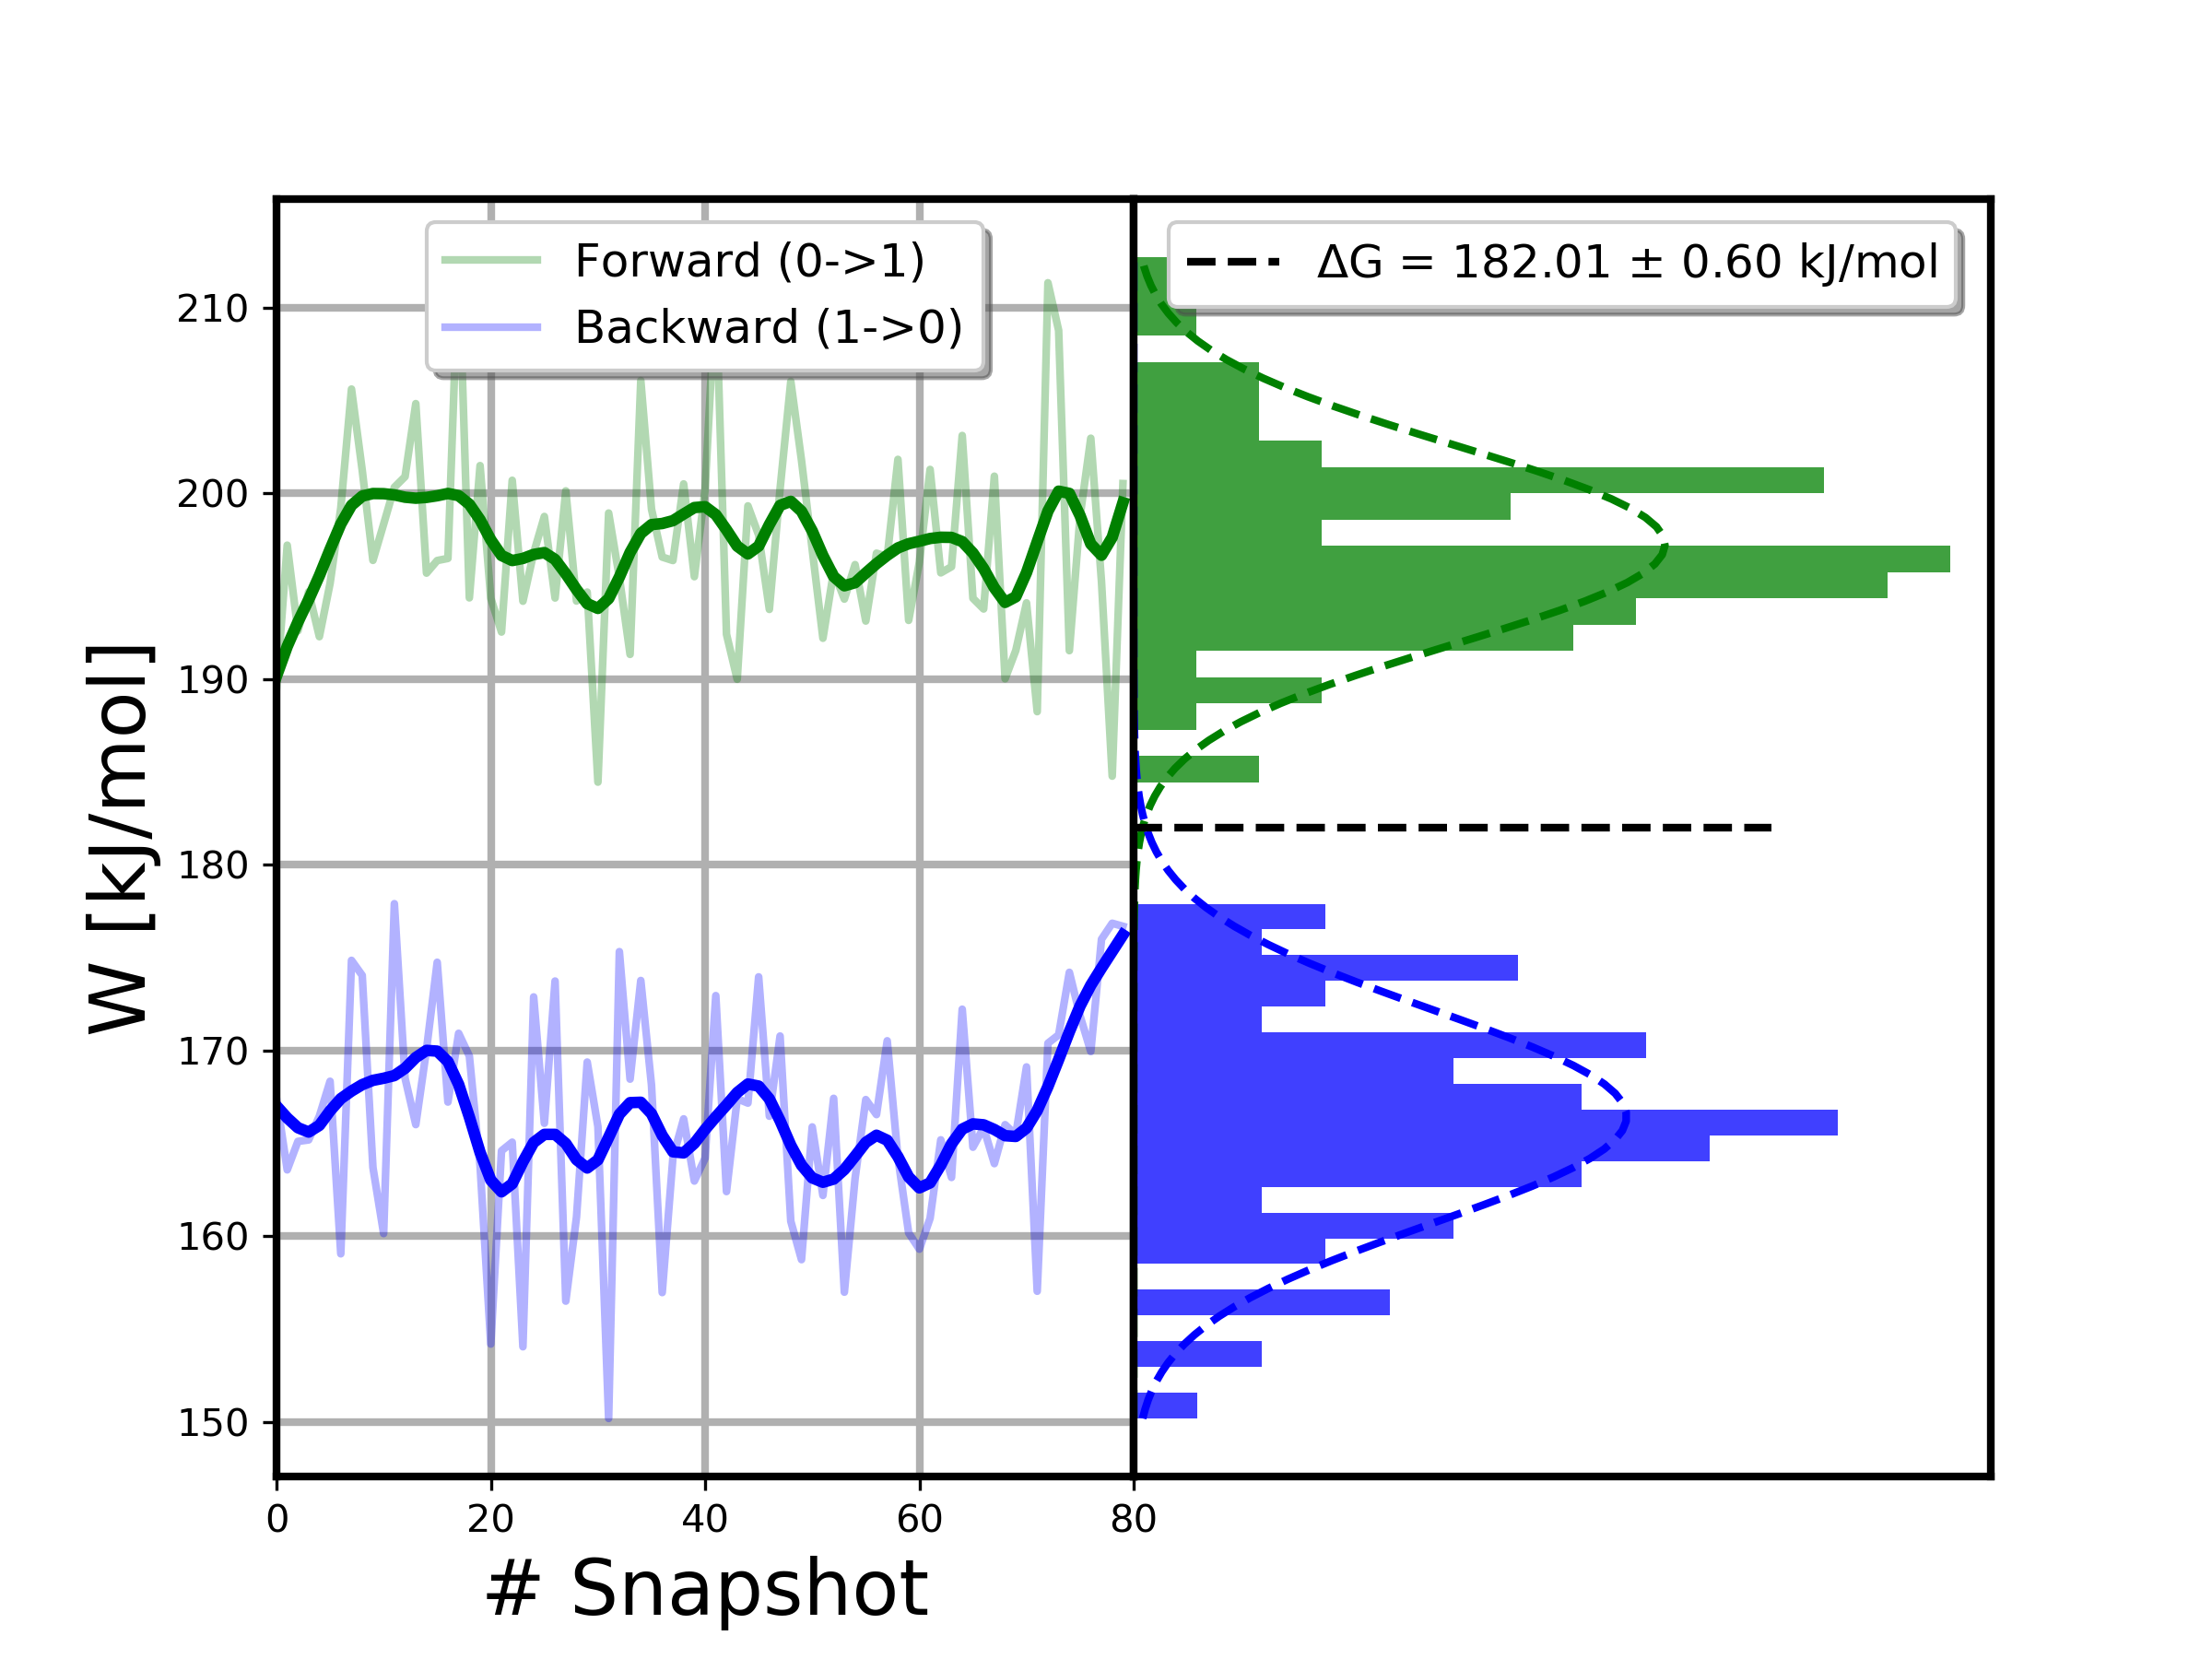 Forward (0->1)
Backward (1->0)
ΔG = 182.01 ± 0.60 kJ/mol
W [kJ/mol]
210
200
190
180
170
160
150
0 20 40 60 80
# Snapshot